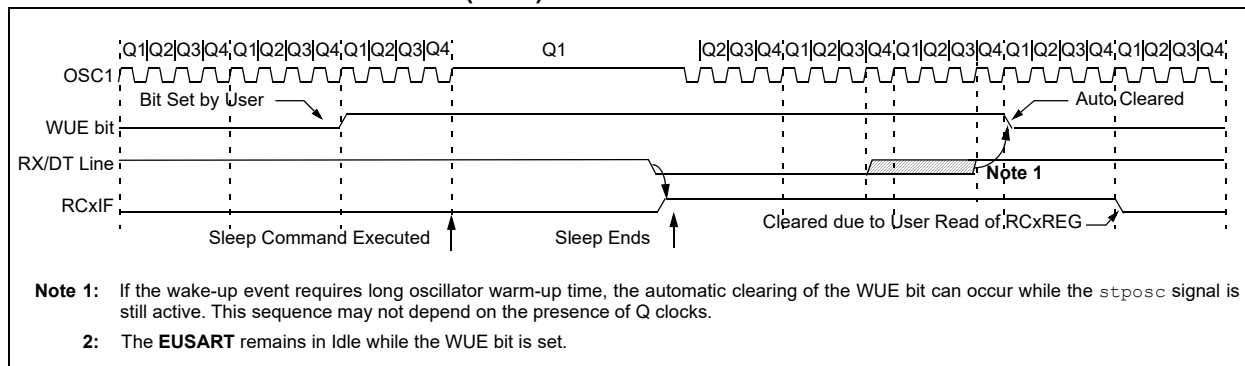 Q1|Q2|Q3|Q4|Q1|Q2|Q3|Q4|Q1|Q2|Q3|Q4 Q1 |Q2|Q3|Q4|Q1|Q2|Q3|Q4|Q1|Q2|Q3|Q4|Q1|Q2|Q3|Q4|Q1|Q2|Q3|Q4
OSC1
Bit Set by User
Auto Cleared
WUE bit
RX/DT Line
Note 1
RCxIF
Cleared due to User Read of RCxREG
Sleep Command Executed
Sleep Ends
Note 1: If the wake-up event requires long oscillator warm-up time, the automatic clearing of the WUE bit can occur while the stposc signal is
still active. This sequence may not depend on the presence of Q clocks.
2: The EUSART remains in Idle while the WUE bit is set.